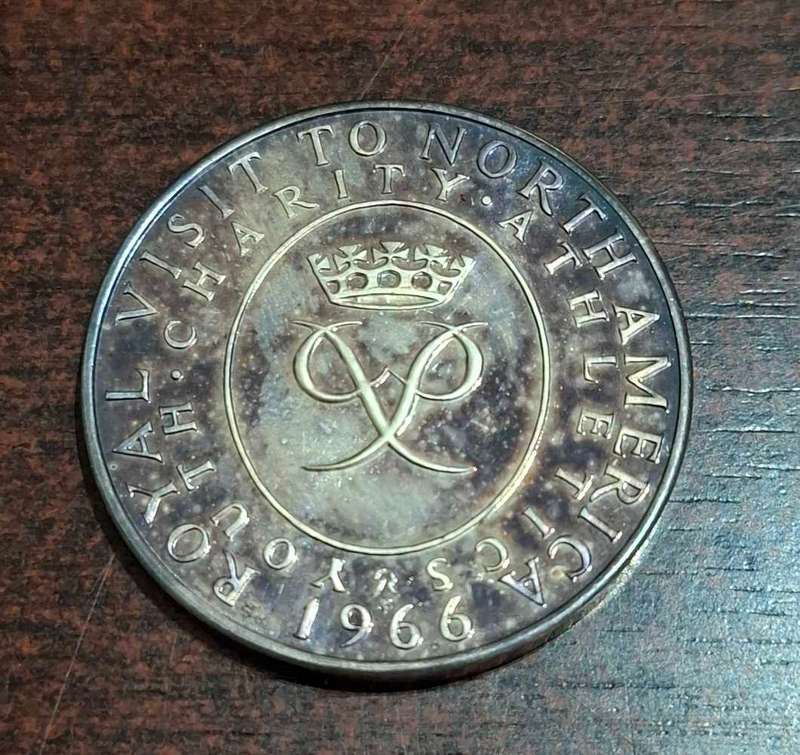 ROYAL VISIT TO NORTH AMERICA
1966
YOUTH · CHARITY · ATHLETICS